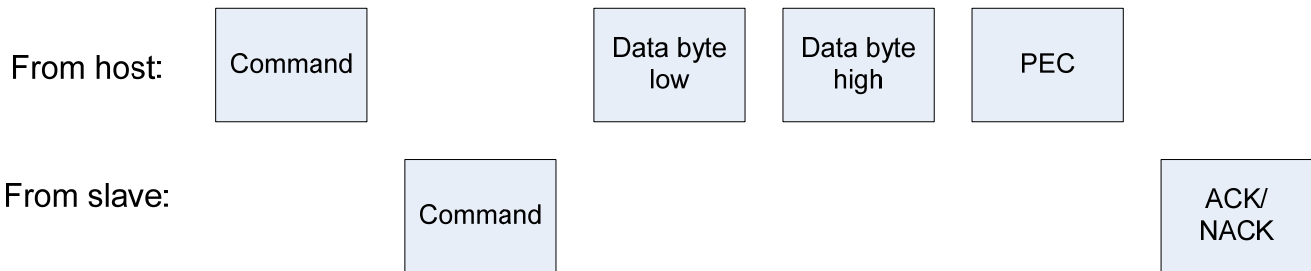 From host:
Command
Data byte
low
Data byte
high
PEC
From slave:
Command
ACK/
NACK